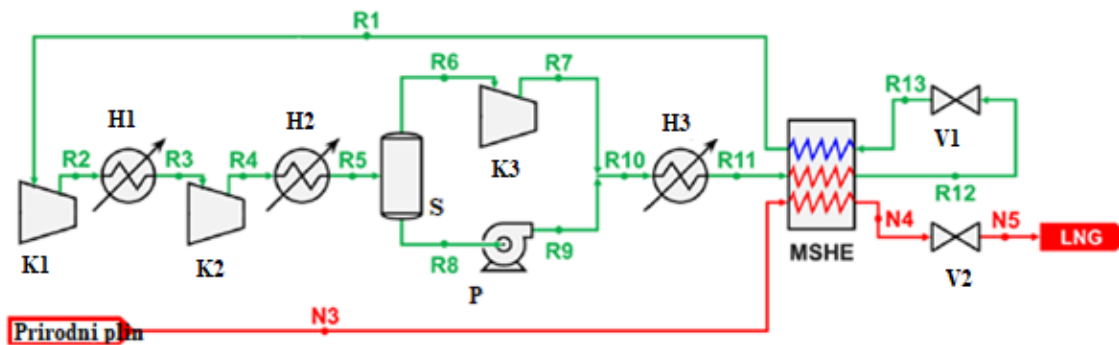 R1
R6
R7
R13
H1
H2
H3
V1
R2
R3
R4
R5
K3
R10
R11
R12
S
N4
N5
LNG
R8
R9
MSHE
K1
K2
P
V2
Prirodni plin
N3